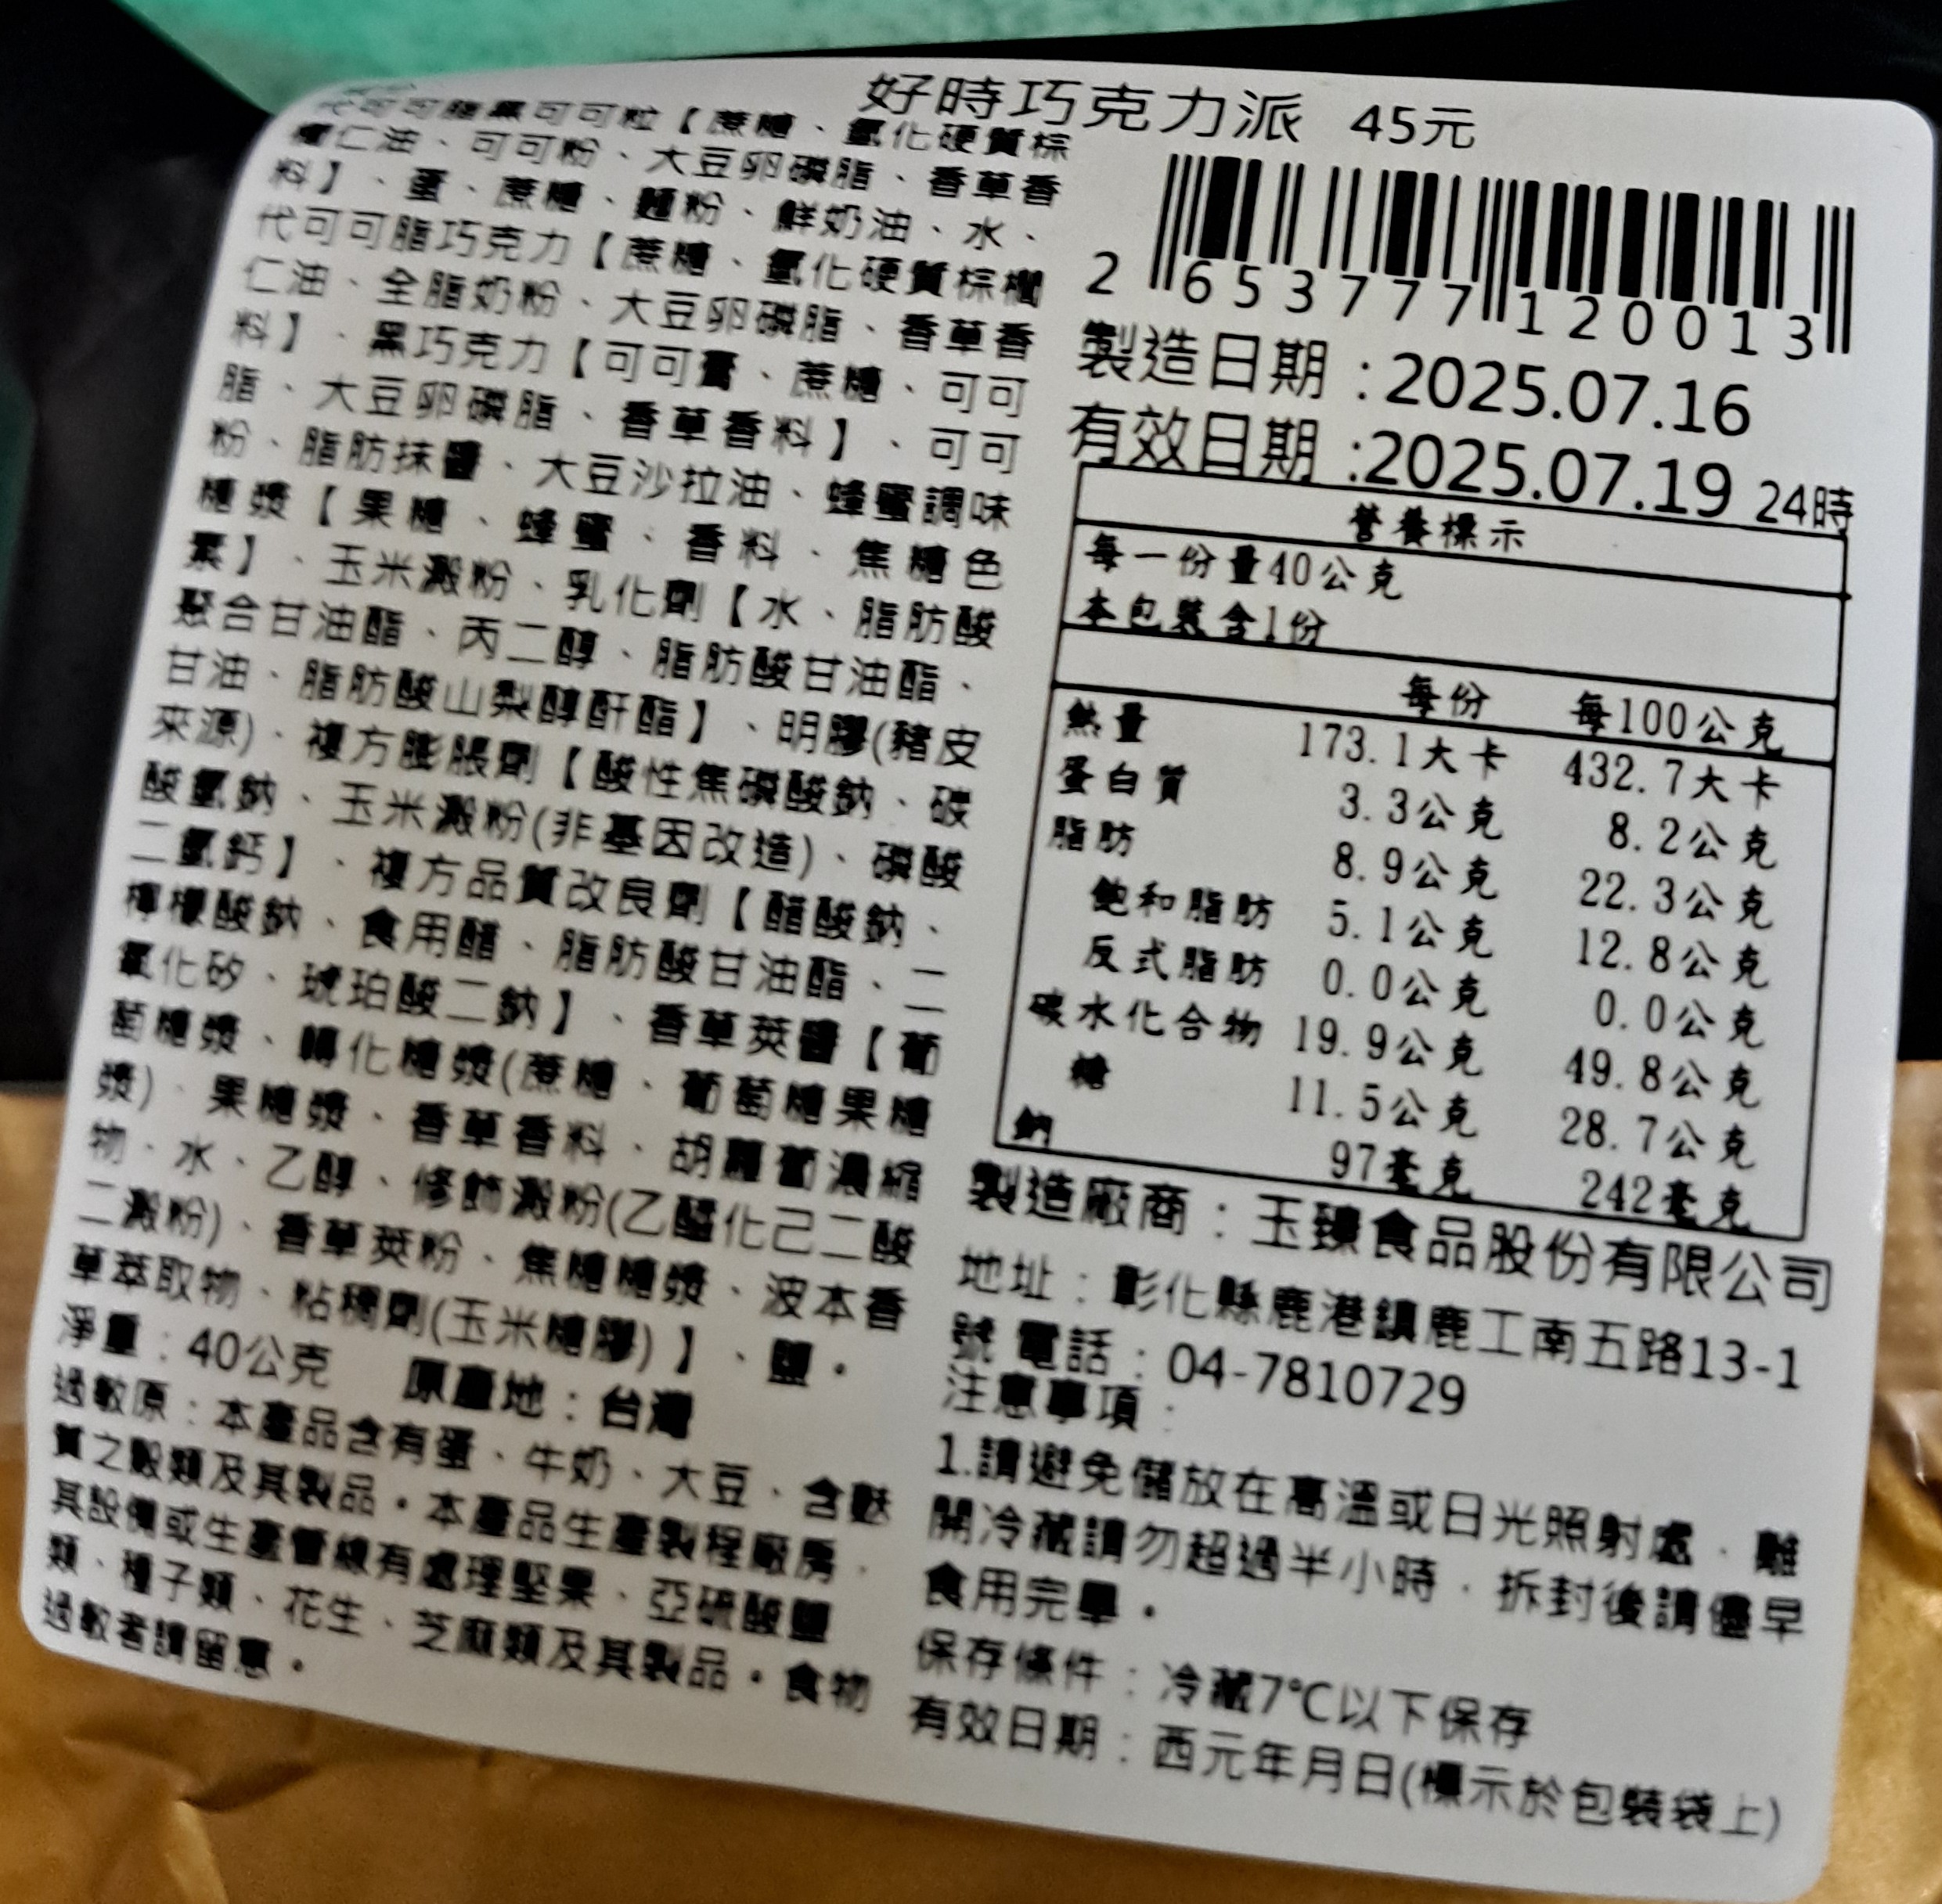 好時巧克力派 45元
代可可脂黑可可粒【蔗糖、氫化硬質棕
櫚仁油、可可粉、大豆卵磷脂、香草香
料】、蛋、蔗糖、麵粉、鮮奶油、水、
代可可脂巧克力【蔗糖、氫化硬質棕櫚
仁油、全脂奶粉、大豆卵磷脂、香草香
料】、黑巧克力【可可膏、蔗糖、可可
脂、大豆卵磷脂、香草香料】、可可
粉、脂肪抹醬、大豆沙拉油、蜂蜜調味
糖漿【果糖、蜂蜜、香料、焦糖色
素】、玉米澱粉、乳化劑【水、脂肪酸
聚合甘油酯、丙二醇、脂肪酸甘油酯、
甘油、脂肪酸山梨醇酐酯】、明膠(豬皮
來源)、複方膨脹劑【酸性焦磷酸鈉、碳
酸氫鈉、玉米澱粉(非基因改造)、磷酸
二氫鈣】、複方品質改良劑【醋酸鈉、
檸檬酸鈉、食用醋、脂肪酸甘油酯、二
氧化矽、琥珀酸二鈉】、香草莢醬【葡
萄糖漿、轉化糖漿(蔗糖、葡萄糖果糖
漿)、果糖漿、香草香料、胡蘿蔔濃縮
物、水、乙醇、修飾澱粉(乙醯化己二酸
二澱粉)、香草莢粉、焦糖糖漿、波本香
草萃取物、粘稠劑(玉米糖膠)】、鹽。
淨重：40公克 原產地：台灣
過敏原：本產品含有蛋、牛奶、大豆、含麩
質之穀類及其製品。本產品生產製程廠房、
其設備或生產管線有處理堅果、亞硫酸鹽
類、種子類、花生、芝麻類及其製品。食物
過敏者請留意。
2 653777 120013
製造日期：2025.07.16
有效日期：2025.07.19 24時
營養標示
每一份量40公克
本包裝含1份
每份 每100公克
熱量 173.1大卡 432.7大卡
蛋白質 3.3公克 8.2公克
脂肪 8.9公克 22.3公克
飽和脂肪 5.1公克 12.8公克
反式脂肪 0.0公克 0.0公克
碳水化合物 19.9公克 49.8公克
糖 11.5公克 28.7公克
鈉 97毫克 242毫克
製造廠商：玉臻食品股份有限公司
地址：彰化縣鹿港鎮鹿工南五路13-1
號 電話：04-7810729
注意事項：
1.請避免儲放在高溫或日光照射處，離
開冷藏請勿超過半小時，拆封後請儘早
食用完畢。
保存條件：冷藏7℃以下保存
有效日期：西元年月日(標示於包裝袋上)